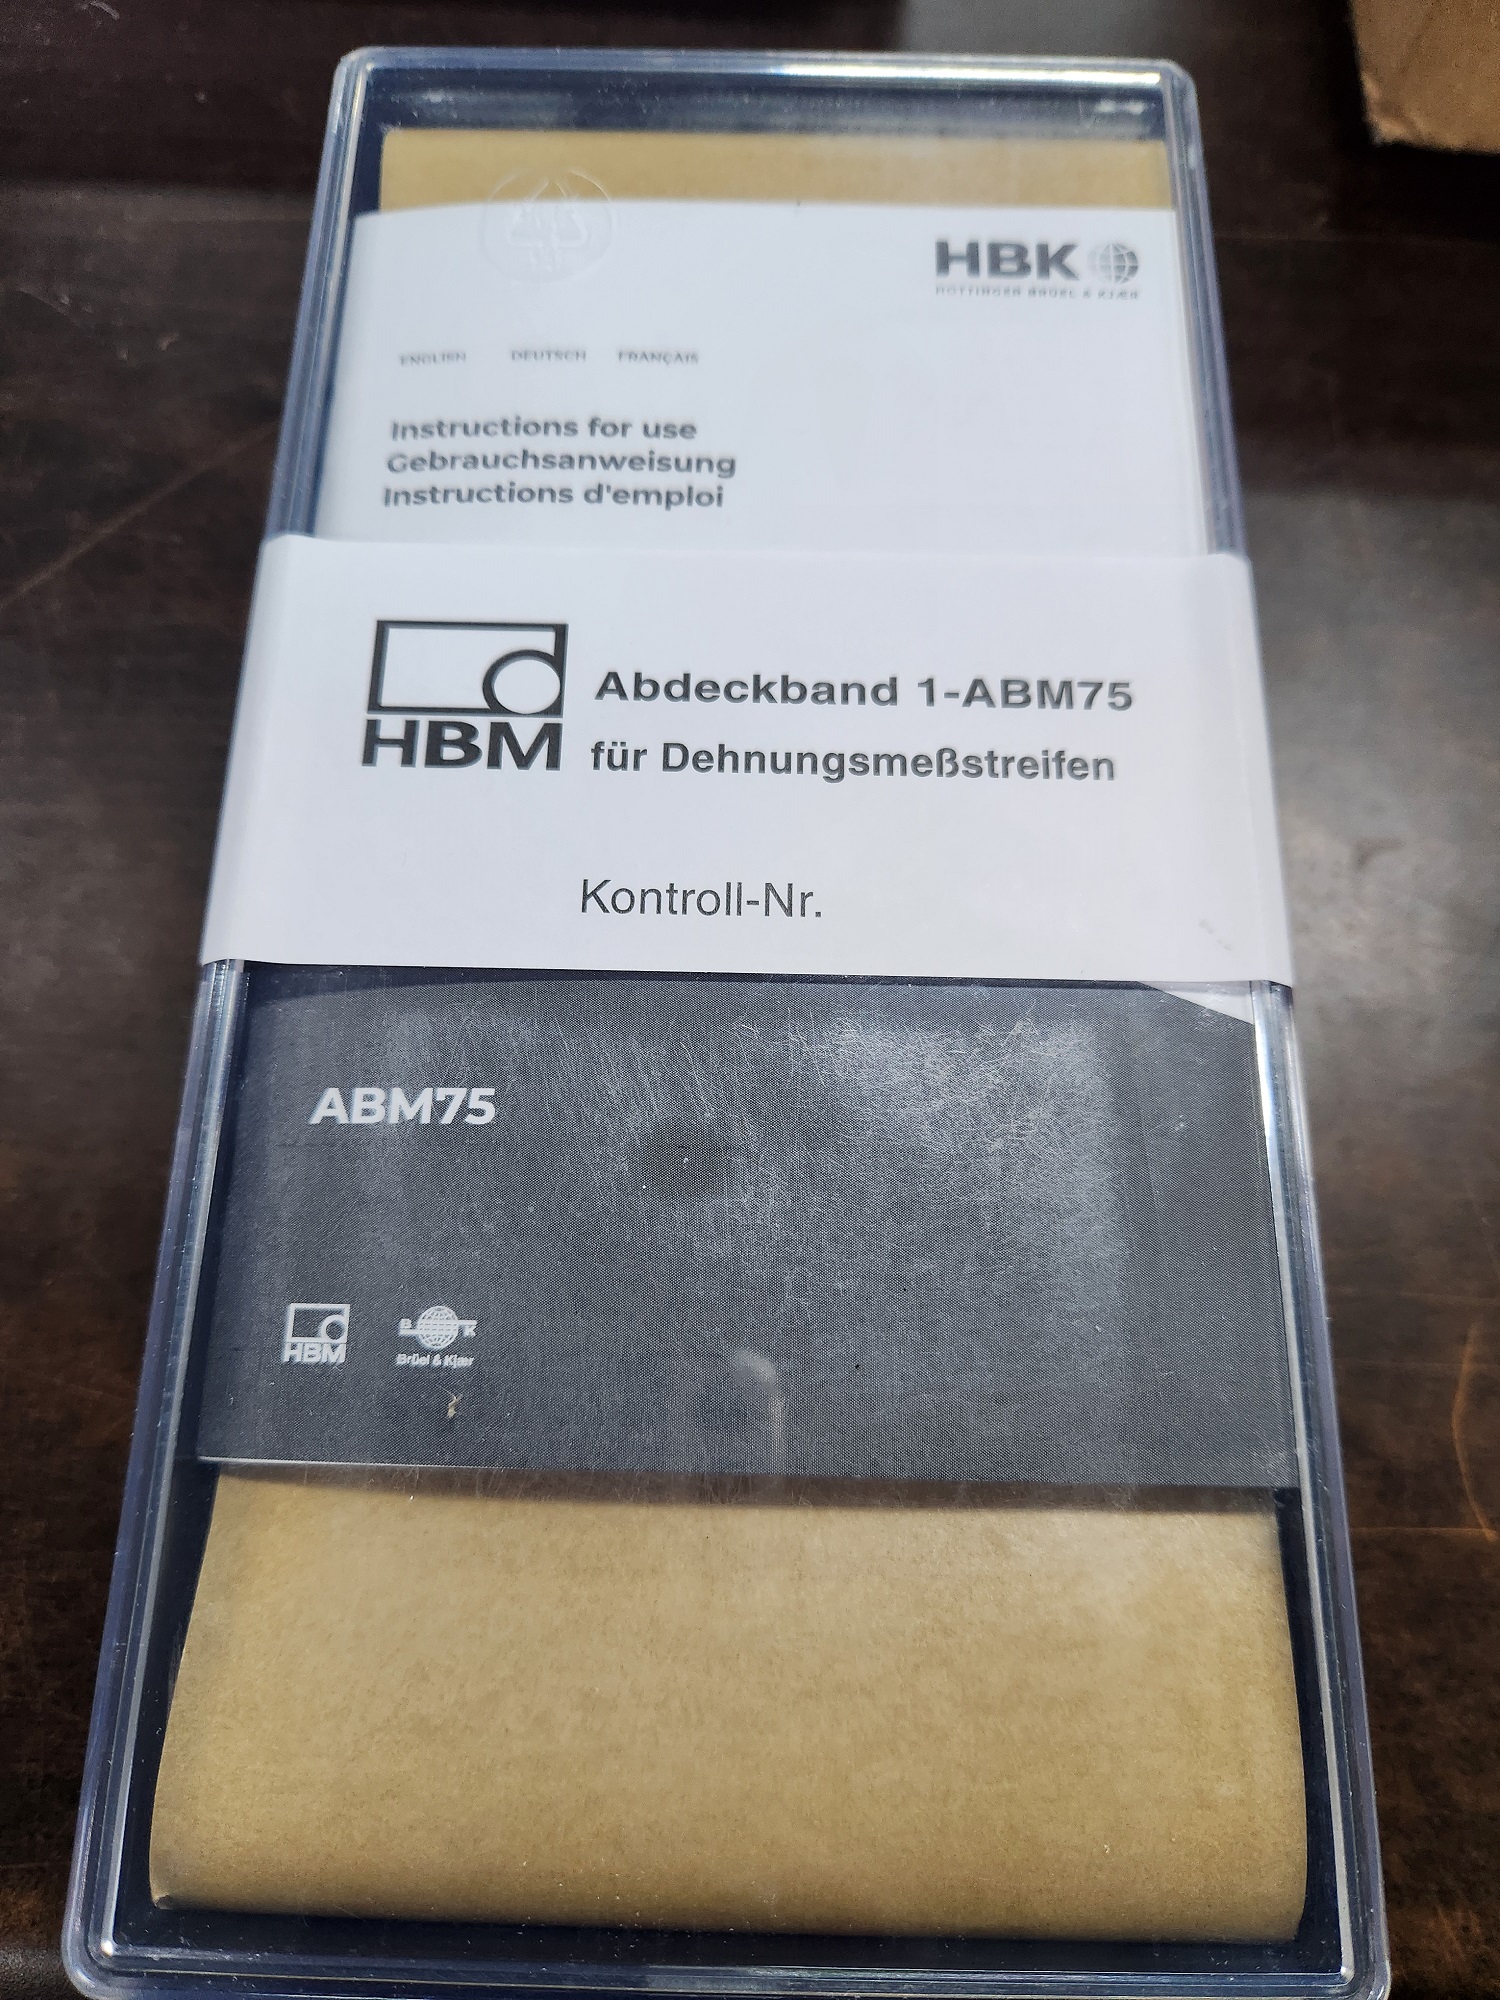 HBK
HOTTINGER BRÜEL & KJÆR
ENGLISH DEUTSCH FRANÇAIS
Instructions for use
Gebrauchsanweisung
Instructions d'emploi
HBM
Abdeckband 1-ABM75
für Dehnungsmeßstreifen
Kontroll-Nr.
ABM75
HBM
B K
Brüel & Kjær